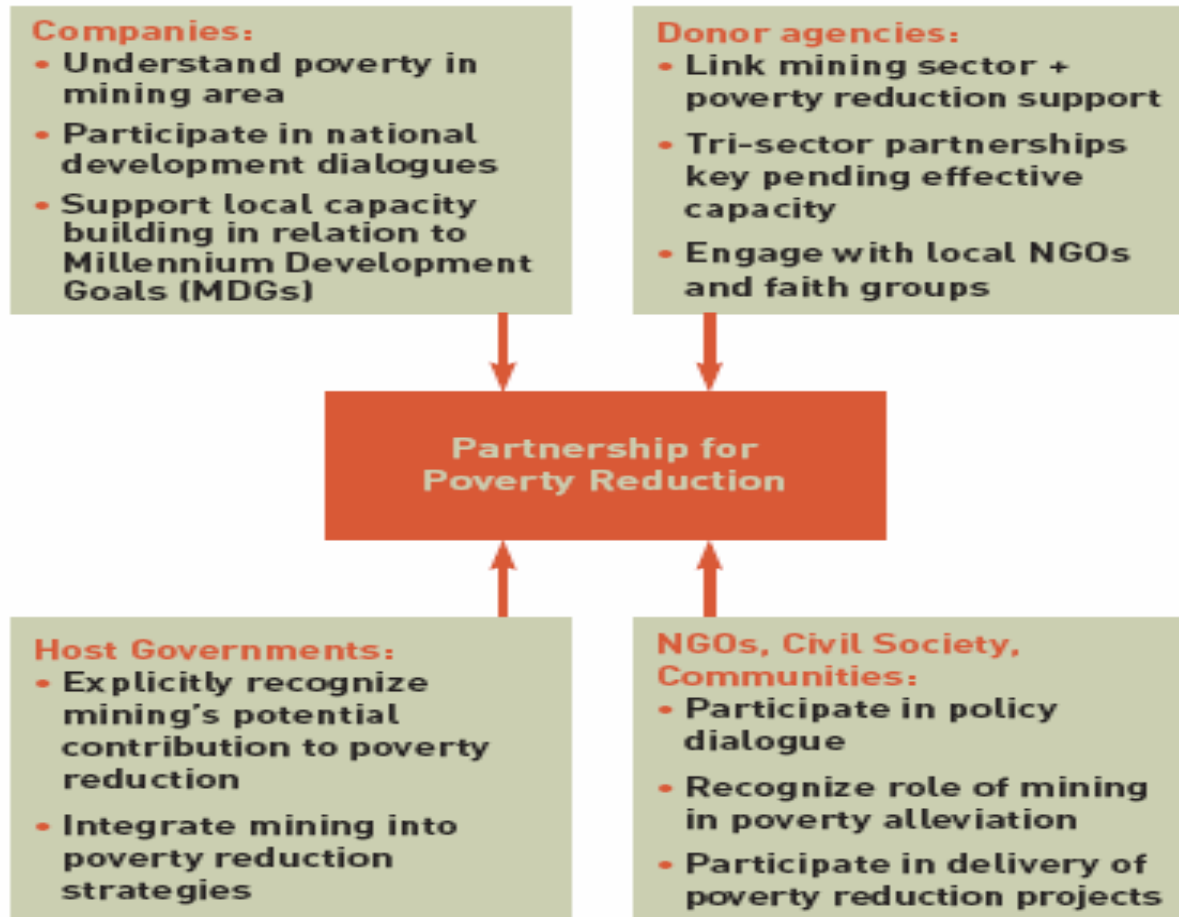 Companies:
• Understand poverty in
mining area
• Participate in national
development dialogues
• Support local capacity
building in relation to
Millennium Development
Goals (MDGs)
Donor agencies:
• Link mining sector +
poverty reduction support
• Tri-sector partnerships
key pending effective
capacity
• Engage with local NGOs
and faith groups
Partnership for
Poverty Reduction
Host Governments:
• Explicitly recognize
mining's potential
contribution to poverty
reduction
• Integrate mining into
poverty reduction
strategies
NGOs, Civil Society,
Communities:
• Participate in policy
dialogue
• Recognize role of mining
in poverty alleviation
• Participate in delivery of
poverty reduction projects